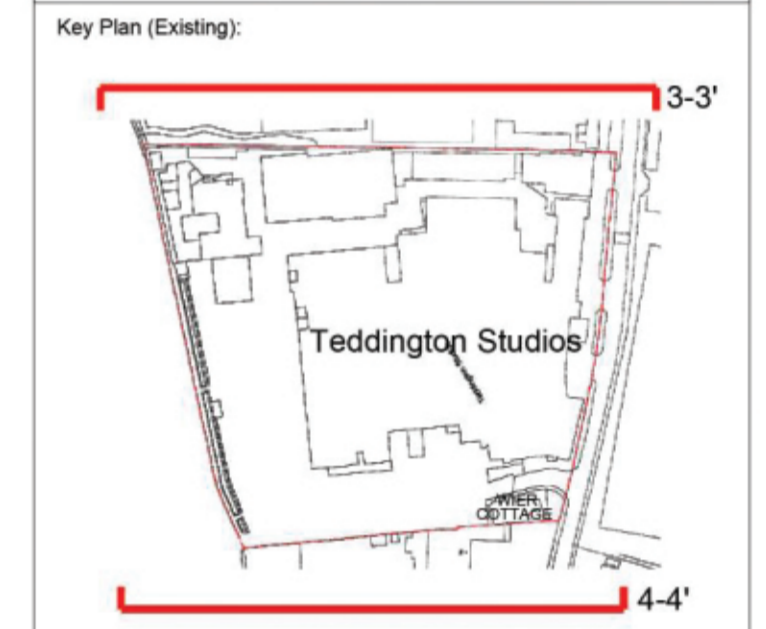 Key Plan (Existing):
3-3'
Teddington Studios
WIER
COTTAGE
4-4'